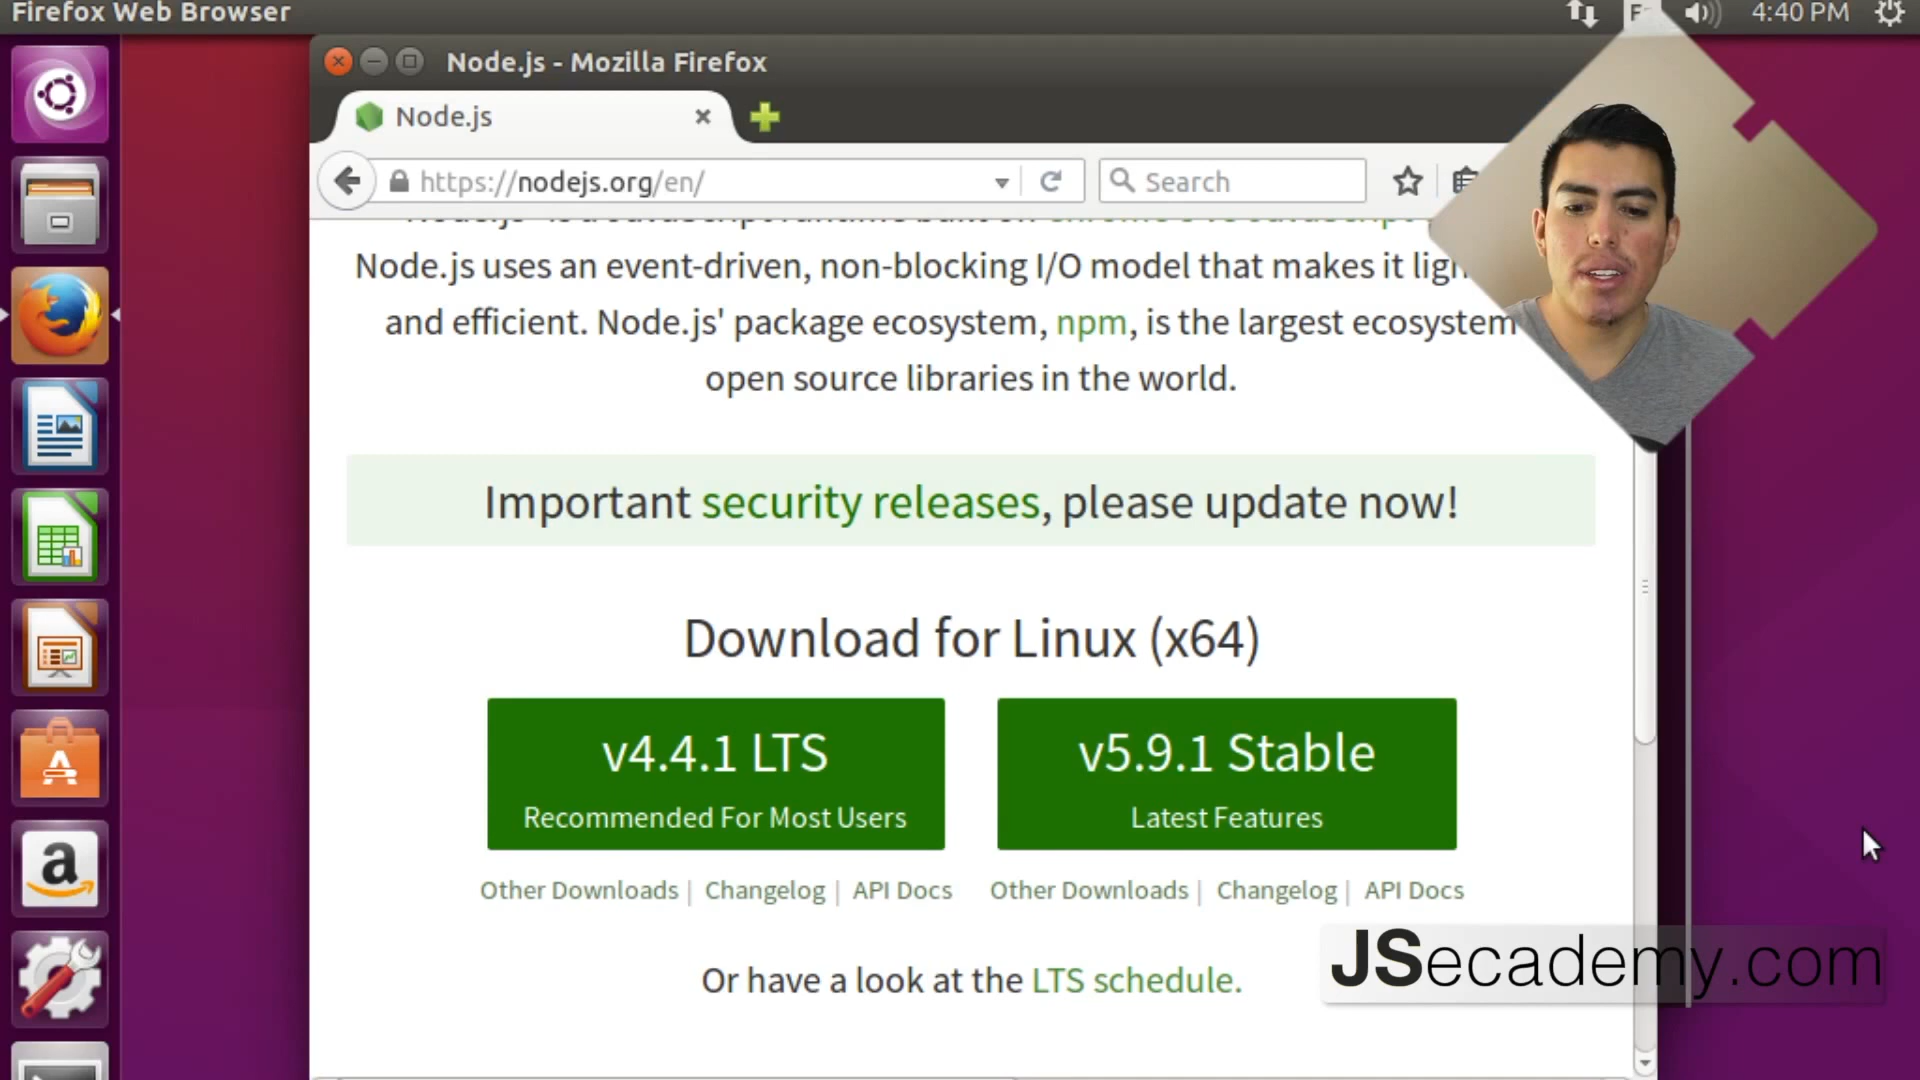 Firefox Web Browser
4:40 PM
Node.js - Mozilla Firefox
Node.js
https://nodejs.org/en/
Search
Node.js uses an event-driven, non-blocking I/O model that makes it
and efficient. Node.js' package ecosystem, npm, is the largest ecosystem
open source libraries in the world.
Important security releases, please update now!
Download for Linux (x64)
v4.4.1 LTS
Recommended For Most Users
v5.9.1 Stable
Latest Features
Other Downloads | Changelog | API Docs
Other Downloads | Changelog | API Docs
JSecademy.com
Or have a look at the LTS schedule.